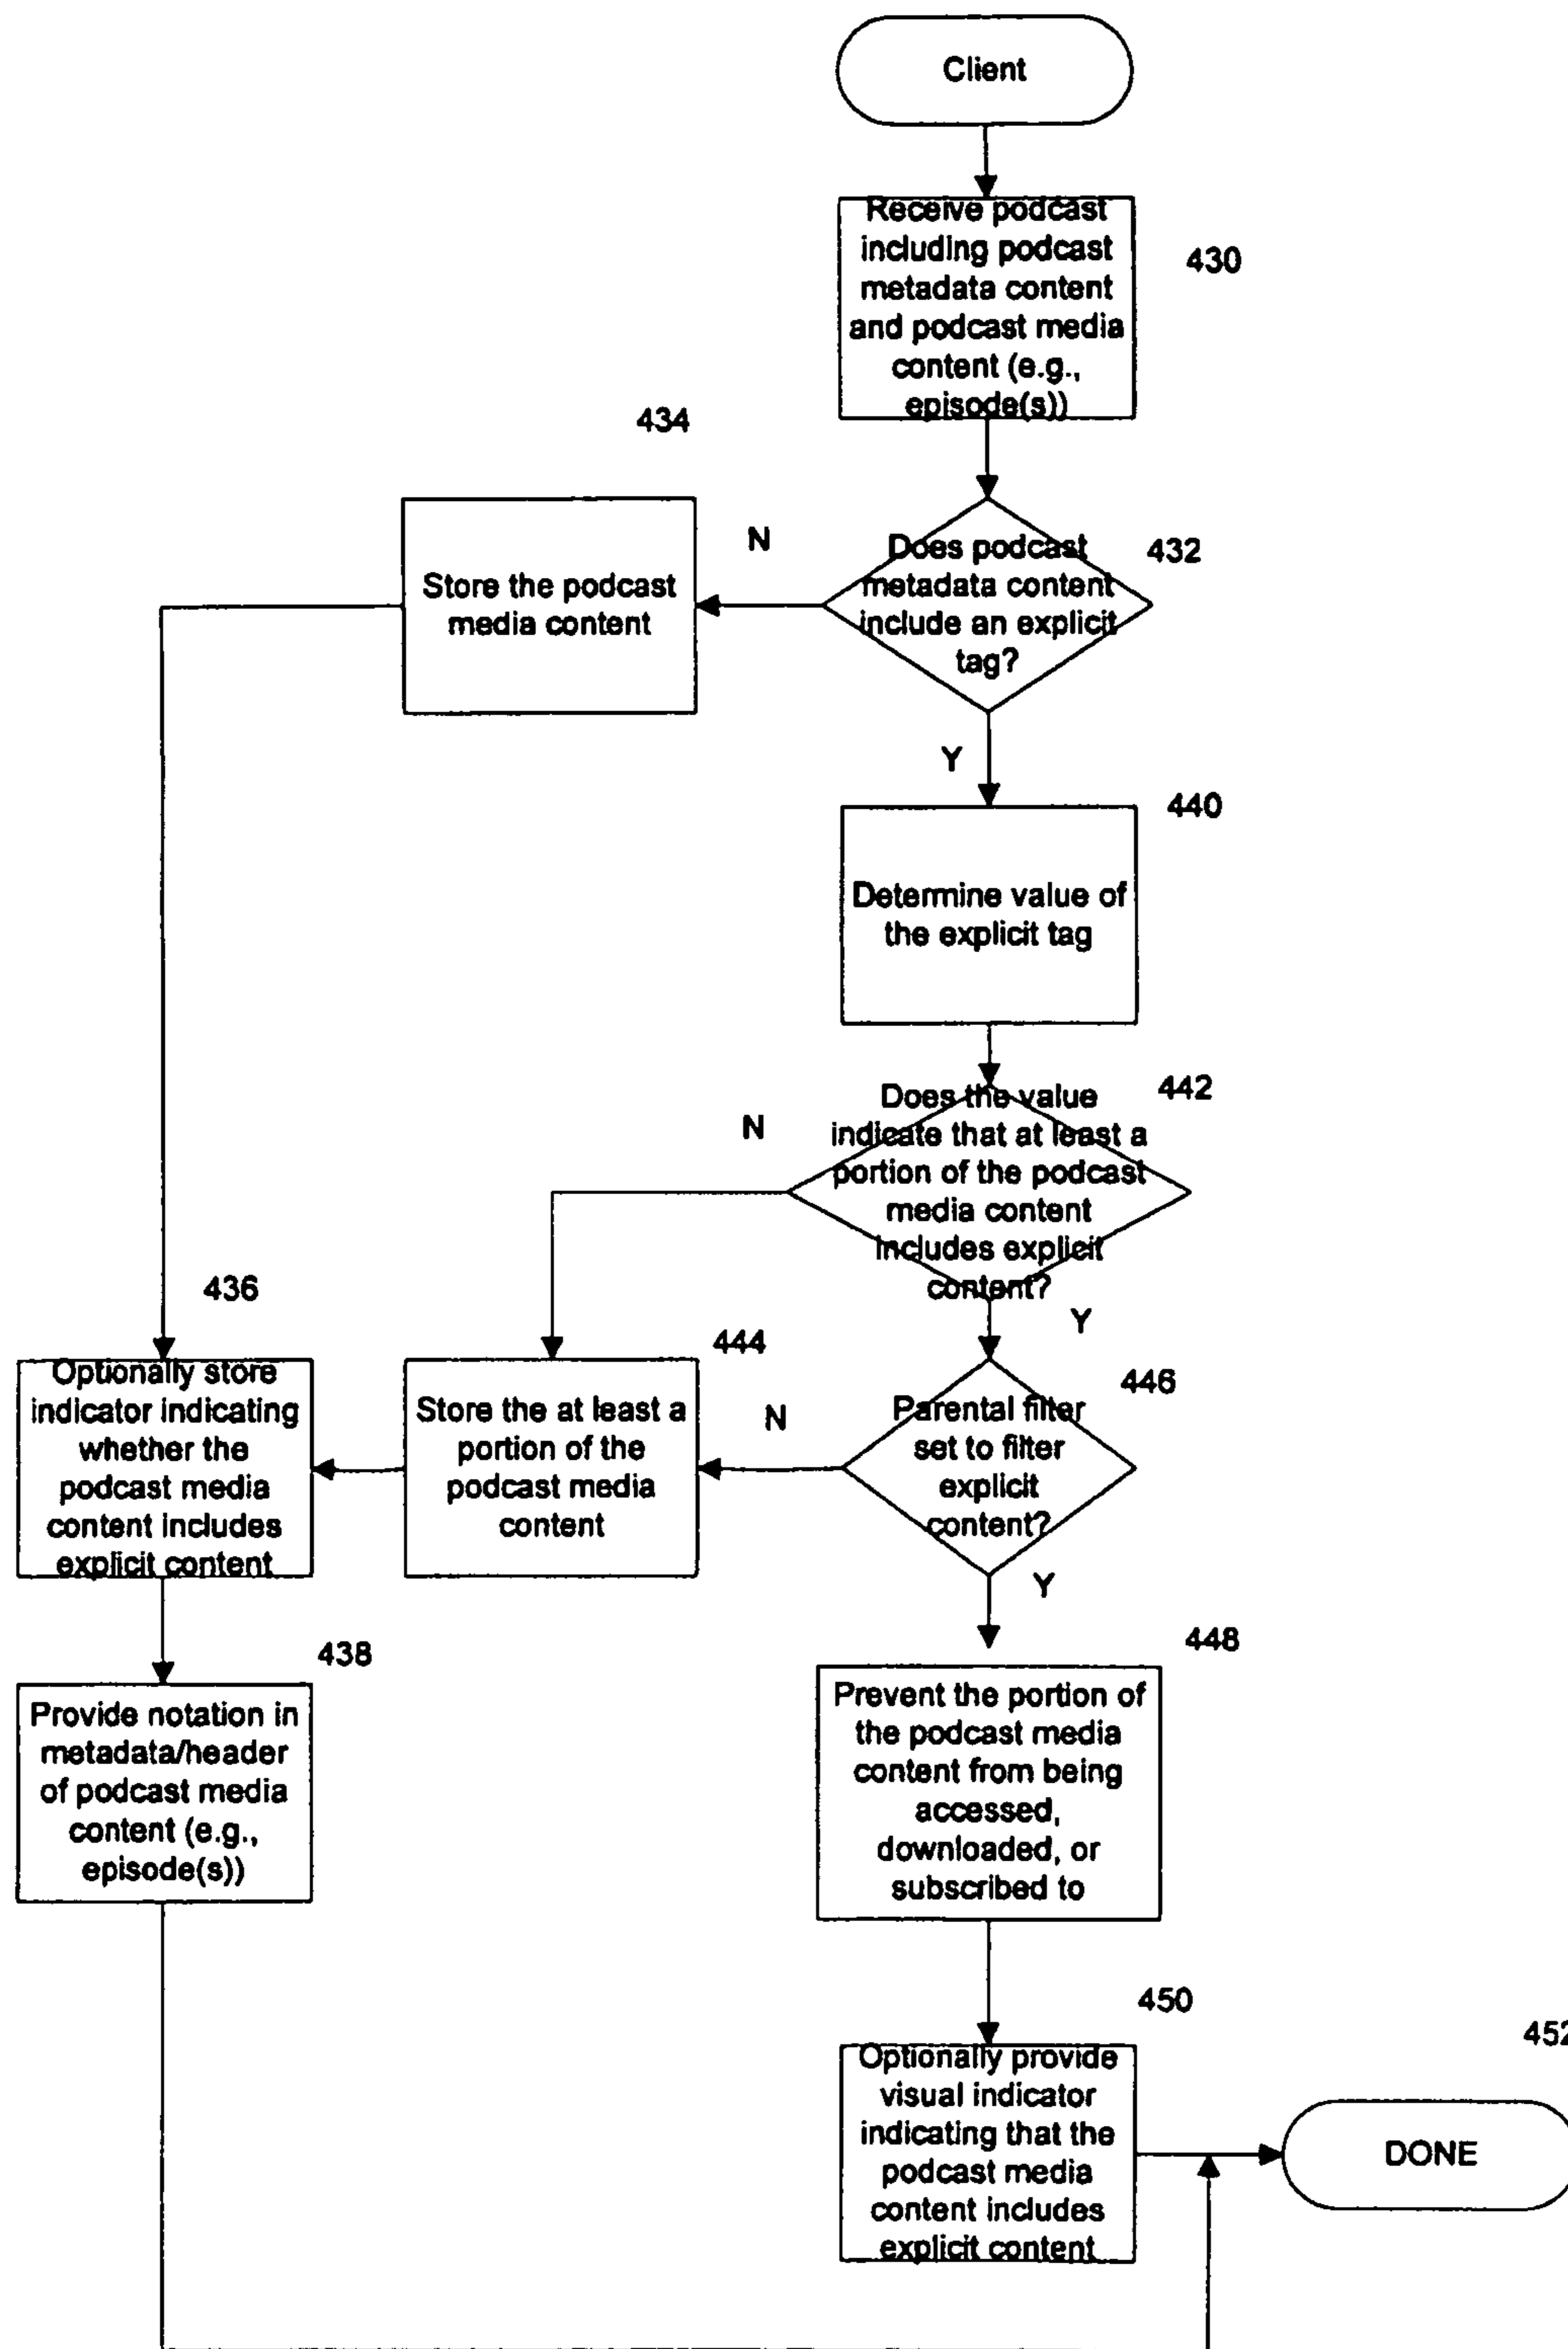 Client
Receive podcast
including podcast
metadata content
and podcast media
content (e.g.,
episode(s))
430
434
Store the podcast
media content
N
Does podcast
metadata content
include an explicit
tag?
432
Y
440
Determine value of
the explicit tag
442
Does the value
indicate that at least a
portion of the podcast
media content
includes explicit
content?
N
Y
436
Optionally store
indicator indicating
whether the
podcast media
content includes
explicit content
444
Store the at least a
portion of the
podcast media
content
N
446
Parental filter
set to filter
explicit
content?
Y
438
Provide notation in
metadata/header
of podcast media
content (e.g.,
episode(s))
448
Prevent the portion of
the podcast media
content from being
accessed,
downloaded, or
subscribed to
450
Optionally provide
visual indicator
indicating that the
podcast media
content includes
explicit content
452
DONE